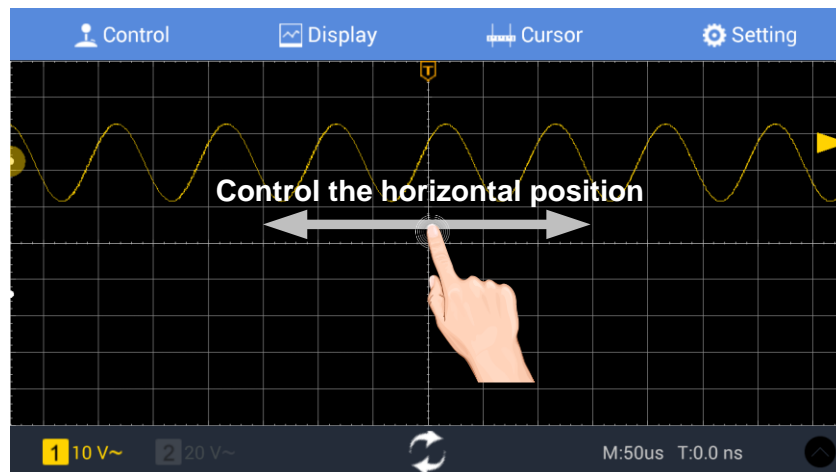 Control Display Cursor Setting
T
Control the horizontal position
1 10 V~ 2 20 V~ M:50us T:0.0 ns